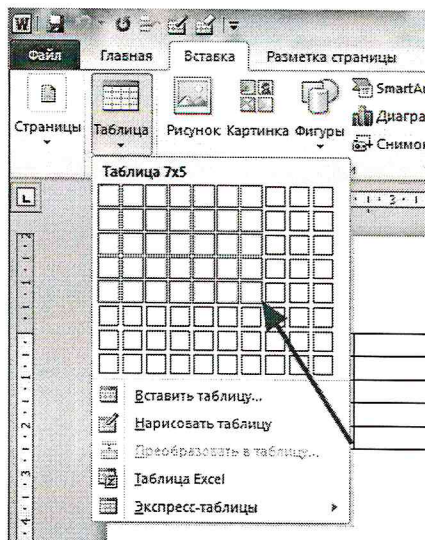 Файл Главная Вставка Разметка страницы
Страницы Таблица Рисунок Картинка Фигуры
SmartAr
Диагра
Снимок
Таблица 7x5
Вставить таблицу...
Нарисовать таблицу
Преобразовать в таблицу...
Таблица Excel
Экспресс-таблицы